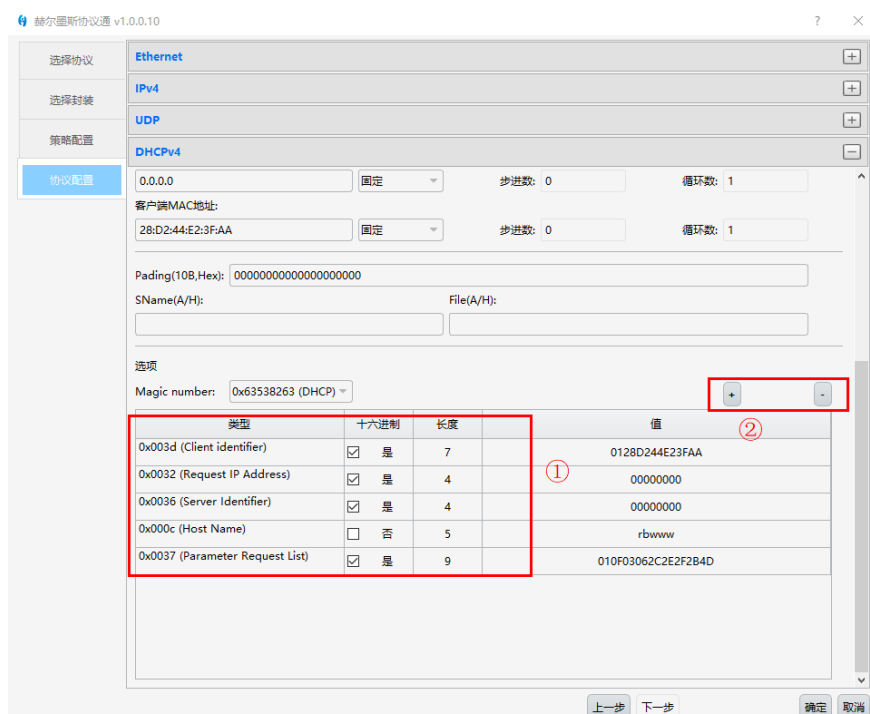 赫尔墨斯协议通 v1.0.0.10 ? ×
选择协议
选择封装
策略配置
协议配置
Ethernet +
IPv4 +
UDP +
DHCPv4 −
0.0.0.0 固定 步进数: 0 循环数: 1
客户端MAC地址:
28:D2:44:E2:3F:AA 固定 步进数: 0 循环数: 1
Pading(10B,Hex): 00000000000000000000
SName(A/H): File(A/H):
选项
Magic number: 0x63538263 (DHCP) + -
类型 十六进制 长度 值 ②
0x003d (Client identifier) 是 7 0128D244E23FAA
①
0x0032 (Request IP Address) 是 4 00000000
0x0036 (Server Identifier) 是 4 00000000
0x000c (Host Name) 否 5 rbwww
0x0037 (Parameter Request List) 是 9 010F03062C2E2F2B4D
上一步 下一步 确定 取消